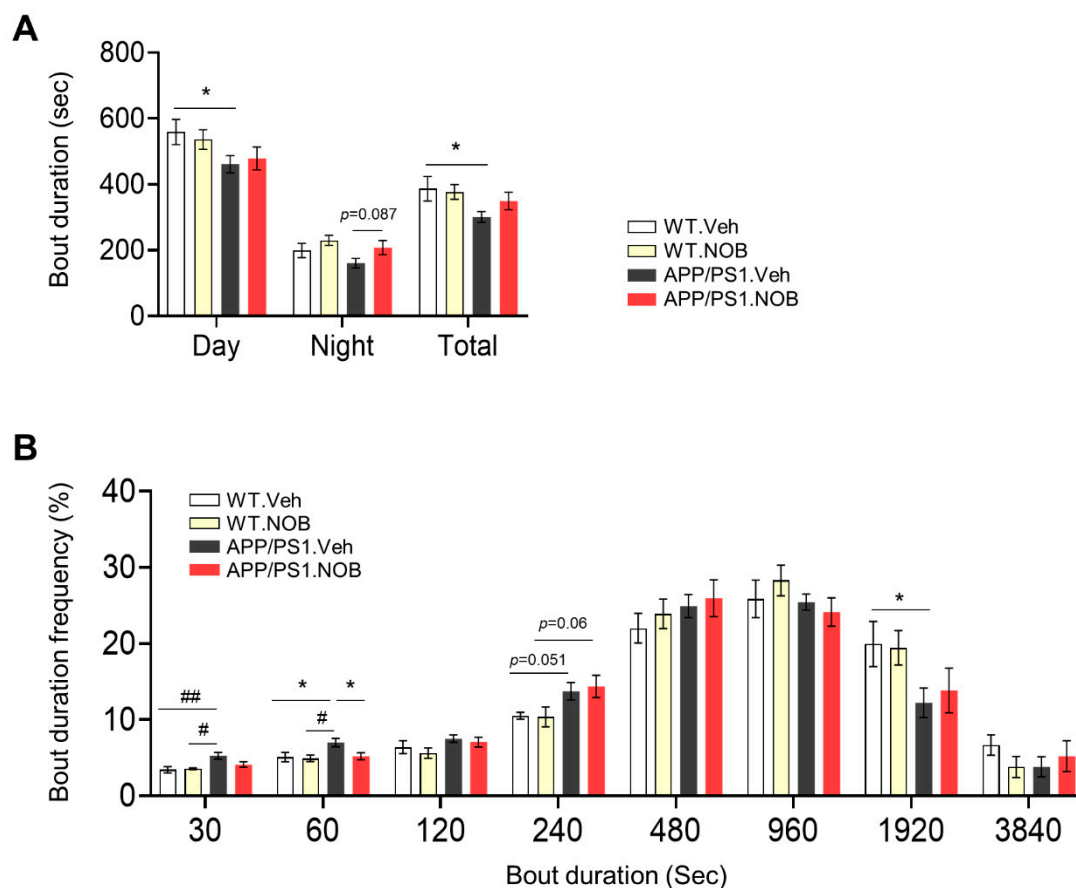 A
Bout duration (sec)
800
600
400
200
0
*
p=0.087
*
Day Night Total
WT.Veh
WT.NOB
APP/PS1.Veh
APP/PS1.NOB
B
Bout duration frequency (%)
40
30
20
10
0
WT.Veh
WT.NOB
APP/PS1.Veh
APP/PS1.NOB
##
#
* *
#
p=0.06
p=0.051
*
30 60 120 240 480 960 1920 3840
Bout duration (Sec)